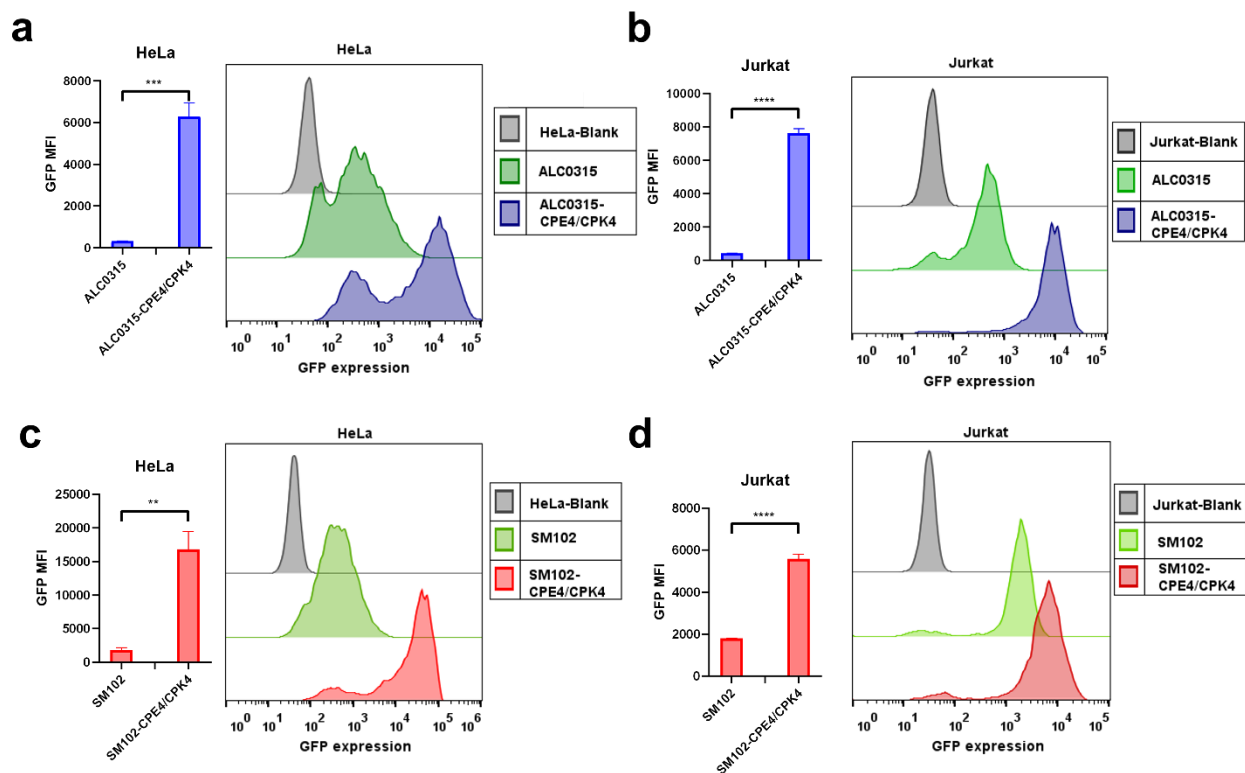 a
HeLa
GFP MFI
8000
6000
4000
2000
0
***
ALC0315
ALC0315-CPE4/CPK4
HeLa
10^0 10^1 10^2 10^3 10^4 10^5
GFP expression
HeLa-Blank
ALC0315
ALC0315-
CPE4/CPK4
b
Jurkat
GFP MFI
10000
8000
6000
4000
2000
0
****
ALC0315
ALC0315-CPE4/CPK4
Jurkat
10^0 10^1 10^2 10^3 10^4 10^5
GFP expression
Jurkat-Blank
ALC0315
ALC0315-
CPE4/CPK4
c
HeLa
GFP MFI
25000
20000
15000
10000
5000
0
**
SM102
SM102-CPE4/CPK4
HeLa
10^0 10^1 10^2 10^3 10^4 10^5 10^6
GFP expression
HeLa-Blank
SM102
SM102-
CPE4/CPK4
d
Jurkat
GFP MFI
8000
6000
4000
2000
0
****
SM102
SM102-CPE4/CPK4
Jurkat
10^0 10^1 10^2 10^3 10^4 10^5
GFP expression
Jurkat-Blank
SM102
SM102-
CPE4/CPK4